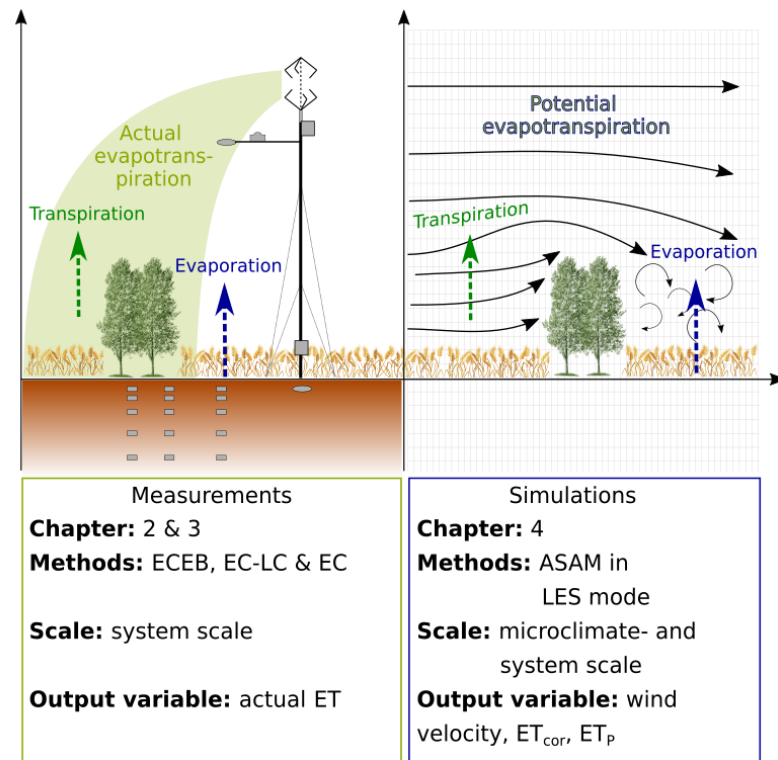 Actual
evapotrans-
piration
Transpiration
Evaporation
Potential
evapotranspiration
Transpiration
Evaporation
Measurements
Chapter: 2 & 3
Methods: ECEB, EC-LC & EC
Scale: system scale
Output variable: actual ET
Simulations
Chapter: 4
Methods: ASAM in
LES mode
Scale: microclimate- and
system scale
Output variable: wind
velocity, ETcor, ETP